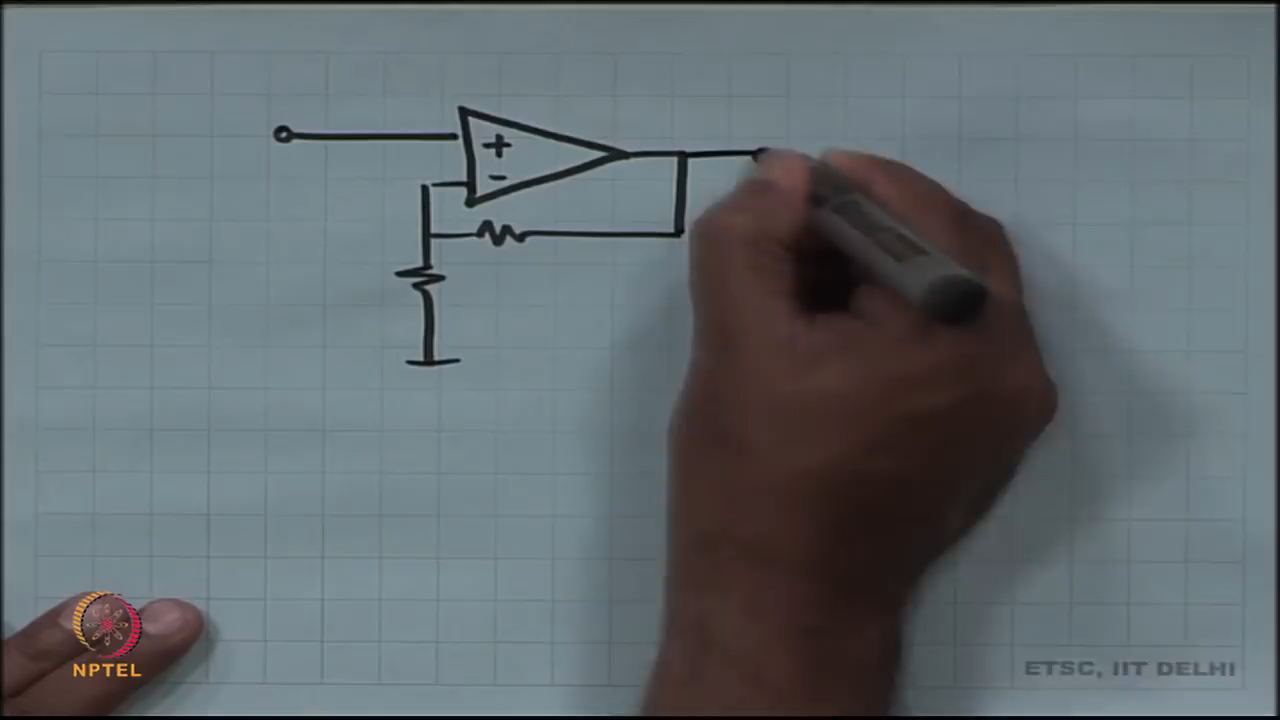 +
-
NPTEL
ETSC, IIT DELHI